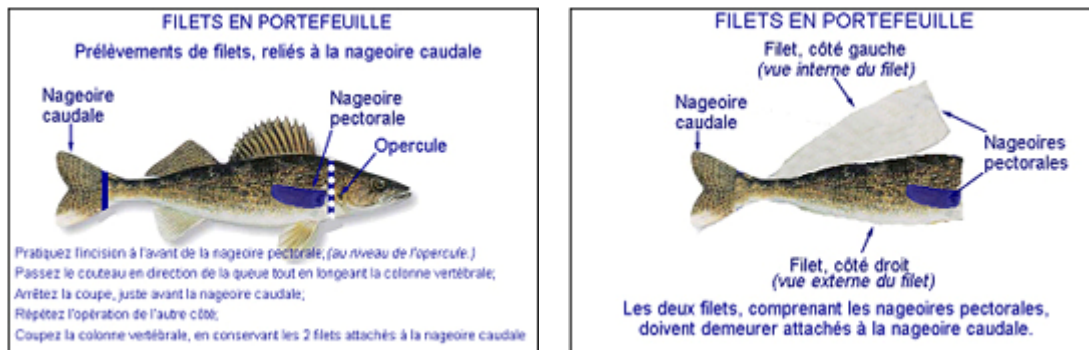 FILETS EN PORTEFEUILLE
Prélèvements de filets, reliés à la nageoire caudale
Nageoire
caudale
Nageoire
pectorale
Opercule
Pratiquez l'incision à l'avant de la nageoire pectorale; (au niveau de l'opercule.)
Passez le couteau en direction de la queue tout en longeant la colonne vertébrale;
Arrêtez la coupe, juste avant la nageoire caudale;
Répétez l'opération de l'autre côté;
Coupez la colonne vertébrale, en conservant les 2 filets attachés à la nageoire caudale
FILETS EN PORTEFEUILLE
Filet, côté gauche
(vue interne du filet)
Nageoire
caudale
Nageoires
pectorales
Filet, côté droit
(vue externe du filet)
Les deux filets, comprenant les nageoires pectorales,
doivent demeurer attachés à la nageoire caudale.